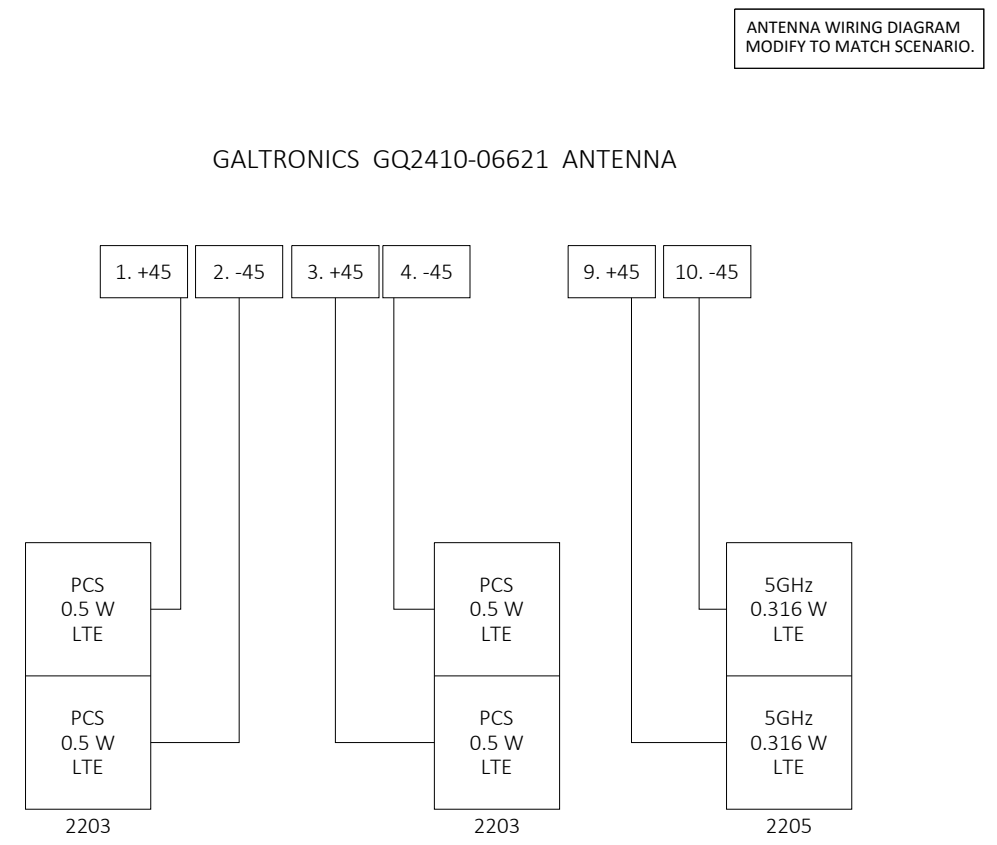 ANTENNA WIRING DIAGRAM
MODIFY TO MATCH SCENARIO.
GALTRONICS GQ2410-06621 ANTENNA
1. +45
2. -45
3. +45
4. -45
9. +45
10. -45
PCS
0.5 W
LTE
PCS
0.5 W
LTE
2203
PCS
0.5 W
LTE
PCS
0.5 W
LTE
2203
5GHz
0.316 W
LTE
5GHz
0.316 W
LTE
2205